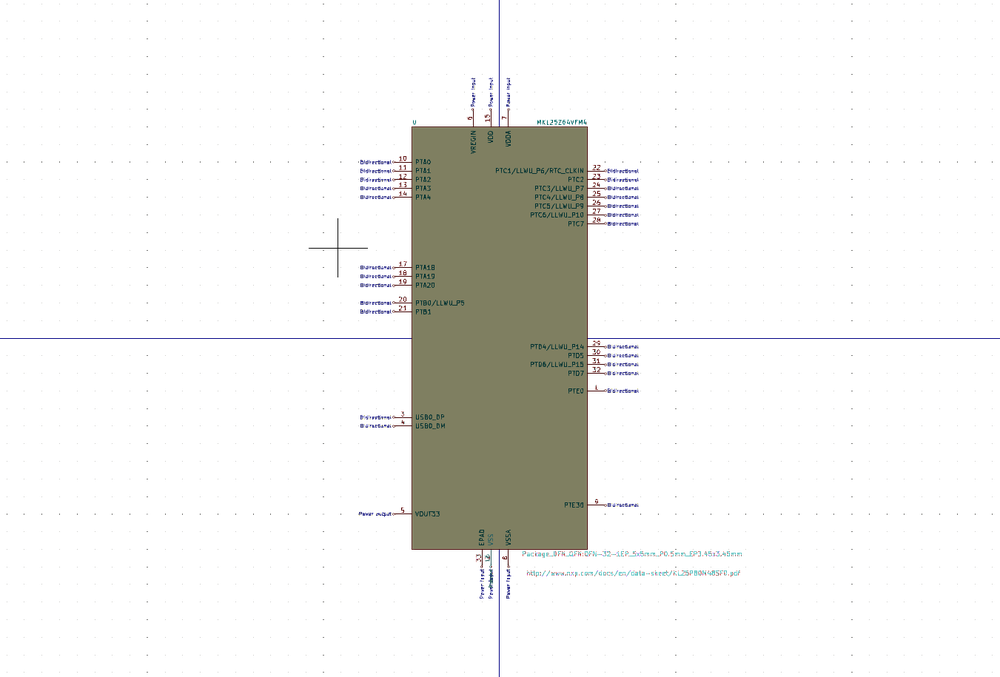 Power Input
Power Input
Power Input
6
15
7
U
MKL25Z64VFM4
VREGIN
VDD
VDDA
Bidirectional 10 PTA0
Bidirectional 11 PTA1
Bidirectional 12 PTA2
Bidirectional 13 PTA3
Bidirectional 14 PTA4
PTC1/LLWU_P6/RTC_CLKIN 22 Bidirectional
PTC2 23 Bidirectional
PTC3/LLWU_P7 24 Bidirectional
PTC4/LLWU_P8 25 Bidirectional
PTC5/LLWU_P9 26 Bidirectional
PTC6/LLWU_P10 27 Bidirectional
PTC7 28 Bidirectional
Bidirectional 17 PTA18
Bidirectional 18 PTA19
Bidirectional 19 PTA20
Bidirectional 20 PTB0/LLWU_P5
Bidirectional 21 PTB1
PTD4/LLWU_P14 29 Bidirectional
PTD5 30 Bidirectional
PTD6/LLWU_P15 31 Bidirectional
PTD7 32 Bidirectional
PTE0 1 Bidirectional
Bidirectional 3 USB0_DP
Bidirectional 4 USB0_DM
PTE30 9 Bidirectional
Power output 5 VOUT33
EPAD
VSS
VSSA
33
8
Power Input
Power Input
Package_DFN_QFN:QFN-32-1EP_5x5mm_P0.5mm_EP3.45x3.45mm
http://www.nxp.com/docs/en/data-sheet/KL25P80M48SF0.pdf